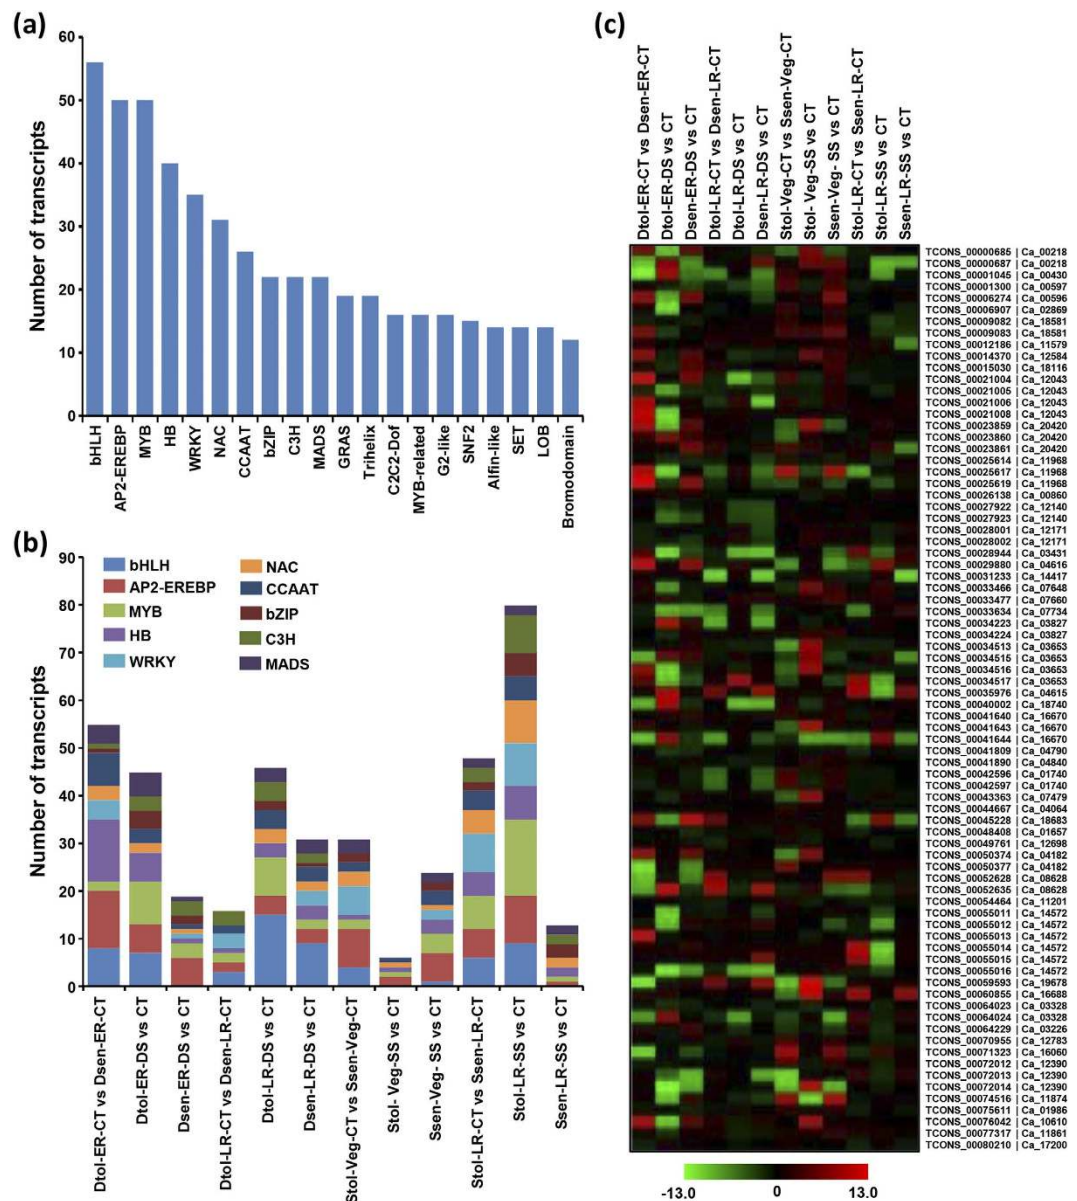 (a)
Number of transcripts
60
50
40
30
20
10
0
bHLH
AP2-EREBP
MYB
HB
WRKY
NAC
CCAAT
bZIP
C3H
MADS
GRAS
Trihelix
C2C2-Dof
MYB-related
G2-like
SNF2
Alfin-like
SET
LOB
Bromodomain
(b)
Number of transcripts
90
80
70
60
50
40
30
20
10
0
bHLH
AP2-EREBP
MYB
HB
WRKY
NAC
CCAAT
bZIP
C3H
MADS
Dtol-ER-CT vs Dsen-ER-CT
Dtol-ER-DS vs CT
Dsen-ER-DS vs CT
Dtol-LR-CT vs Dsen-LR-CT
Dtol-LR-DS vs CT
Dsen-LR-DS vs CT
Stol-Veg-CT vs Ssen-Veg-CT
Stol- Veg-SS vs CT
Ssen-Veg- SS vs CT
Stol-LR-CT vs Ssen-LR-CT
Stol-LR-SS vs CT
Ssen-LR-SS vs CT
(c)
Dtol-ER-CT vs Dsen-ER-CT
Dtol-ER-DS vs CT
Dsen-ER-DS vs CT
Dtol-LR-CT vs Dsen-LR-CT
Dtol-LR-DS vs CT
Dsen-LR-DS vs CT
Stol-Veg-CT vs Ssen-Veg-CT
Stol- Veg-SS vs CT
Ssen-Veg- SS vs CT
Stol-LR-CT vs Ssen-LR-CT
Stol-LR-SS vs CT
Ssen-LR-SS vs CT
TCONS_00000685 | Ca_00218
TCONS_00000687 | Ca_00218
TCONS_00001045 | Ca_00430
TCONS_00001300 | Ca_00597
TCONS_00006274 | Ca_00596
TCONS_00006907 | Ca_02869
TCONS_00009082 | Ca_18581
TCONS_00009083 | Ca_18581
TCONS_00012186 | Ca_11579
TCONS_00014370 | Ca_12584
TCONS_00015030 | Ca_18116
TCONS_00021004 | Ca_12043
TCONS_00021005 | Ca_12043
TCONS_00021006 | Ca_12043
TCONS_00021008 | Ca_12043
TCONS_00023859 | Ca_20420
TCONS_00023860 | Ca_20420
TCONS_00023861 | Ca_20420
TCONS_00025614 | Ca_11968
TCONS_00025617 | Ca_11968
TCONS_00025619 | Ca_11968
TCONS_00026138 | Ca_00860
TCONS_00027922 | Ca_12140
TCONS_00027923 | Ca_12140
TCONS_00028001 | Ca_12171
TCONS_00028002 | Ca_12171
TCONS_00028944 | Ca_03431
TCONS_00029880 | Ca_04616
TCONS_00031233 | Ca_14417
TCONS_00033466 | Ca_07648
TCONS_00033477 | Ca_07660
TCONS_00033634 | Ca_07734
TCONS_00034223 | Ca_03827
TCONS_00034224 | Ca_03827
TCONS_00034513 | Ca_03653
TCONS_00034515 | Ca_03653
TCONS_00034516 | Ca_03653
TCONS_00034517 | Ca_03653
TCONS_00035976 | Ca_04615
TCONS_00040002 | Ca_18740
TCONS_00041640 | Ca_16670
TCONS_00041643 | Ca_16670
TCONS_00041644 | Ca_16670
TCONS_00041809 | Ca_04790
TCONS_00041890 | Ca_04840
TCONS_00042596 | Ca_01740
TCONS_00042597 | Ca_01740
TCONS_00043363 | Ca_07479
TCONS_00044667 | Ca_04064
TCONS_00045228 | Ca_18683
TCONS_00048408 | Ca_01657
TCONS_00049761 | Ca_12698
TCONS_00050374 | Ca_04182
TCONS_00050377 | Ca_04182
TCONS_00052628 | Ca_08628
TCONS_00052635 | Ca_08628
TCONS_00054464 | Ca_11201
TCONS_00055011 | Ca_14572
TCONS_00055012 | Ca_14572
TCONS_00055013 | Ca_14572
TCONS_00055014 | Ca_14572
TCONS_00055015 | Ca_14572
TCONS_00055016 | Ca_14572
TCONS_00059593 | Ca_19678
TCONS_00060855 | Ca_16688
TCONS_00064023 | Ca_03328
TCONS_00064024 | Ca_03328
TCONS_00064229 | Ca_03226
TCONS_00070955 | Ca_12783
TCONS_00071323 | Ca_16060
TCONS_00072012 | Ca_12390
TCONS_00072013 | Ca_12390
TCONS_00072014 | Ca_12390
TCONS_00074516 | Ca_11874
TCONS_00075611 | Ca_01986
TCONS_00076042 | Ca_10610
TCONS_00077317 | Ca_11861
TCONS_00080210 | Ca_17200
-13.0
0
13.0